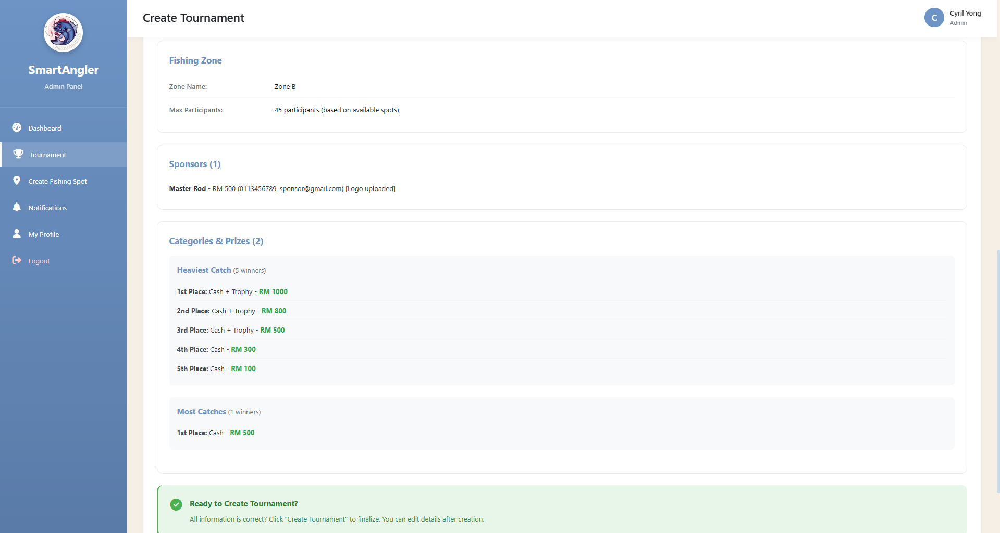 Create Tournament
C
Cyril Yong
Admin
SmartAngler
Admin Panel
Dashboard
Tournament
Create Fishing Spot
Notifications
My Profile
Logout
Fishing Zone
Zone Name: Zone B
Max Participants: 45 participants (based on available spots)
Sponsors (1)
Master Rod - RM 500 (0113456789, sponsor@gmail.com) [Logo uploaded]
Categories & Prizes (2)
Heaviest Catch (5 winners)
1st Place: Cash + Trophy - RM 1000
2nd Place: Cash + Trophy - RM 800
3rd Place: Cash + Trophy - RM 500
4th Place: Cash - RM 300
5th Place: Cash - RM 100
Most Catches (1 winners)
1st Place: Cash - RM 500
Ready to Create Tournament?
All information is correct? Click "Create Tournament" to finalize. You can edit details after creation.